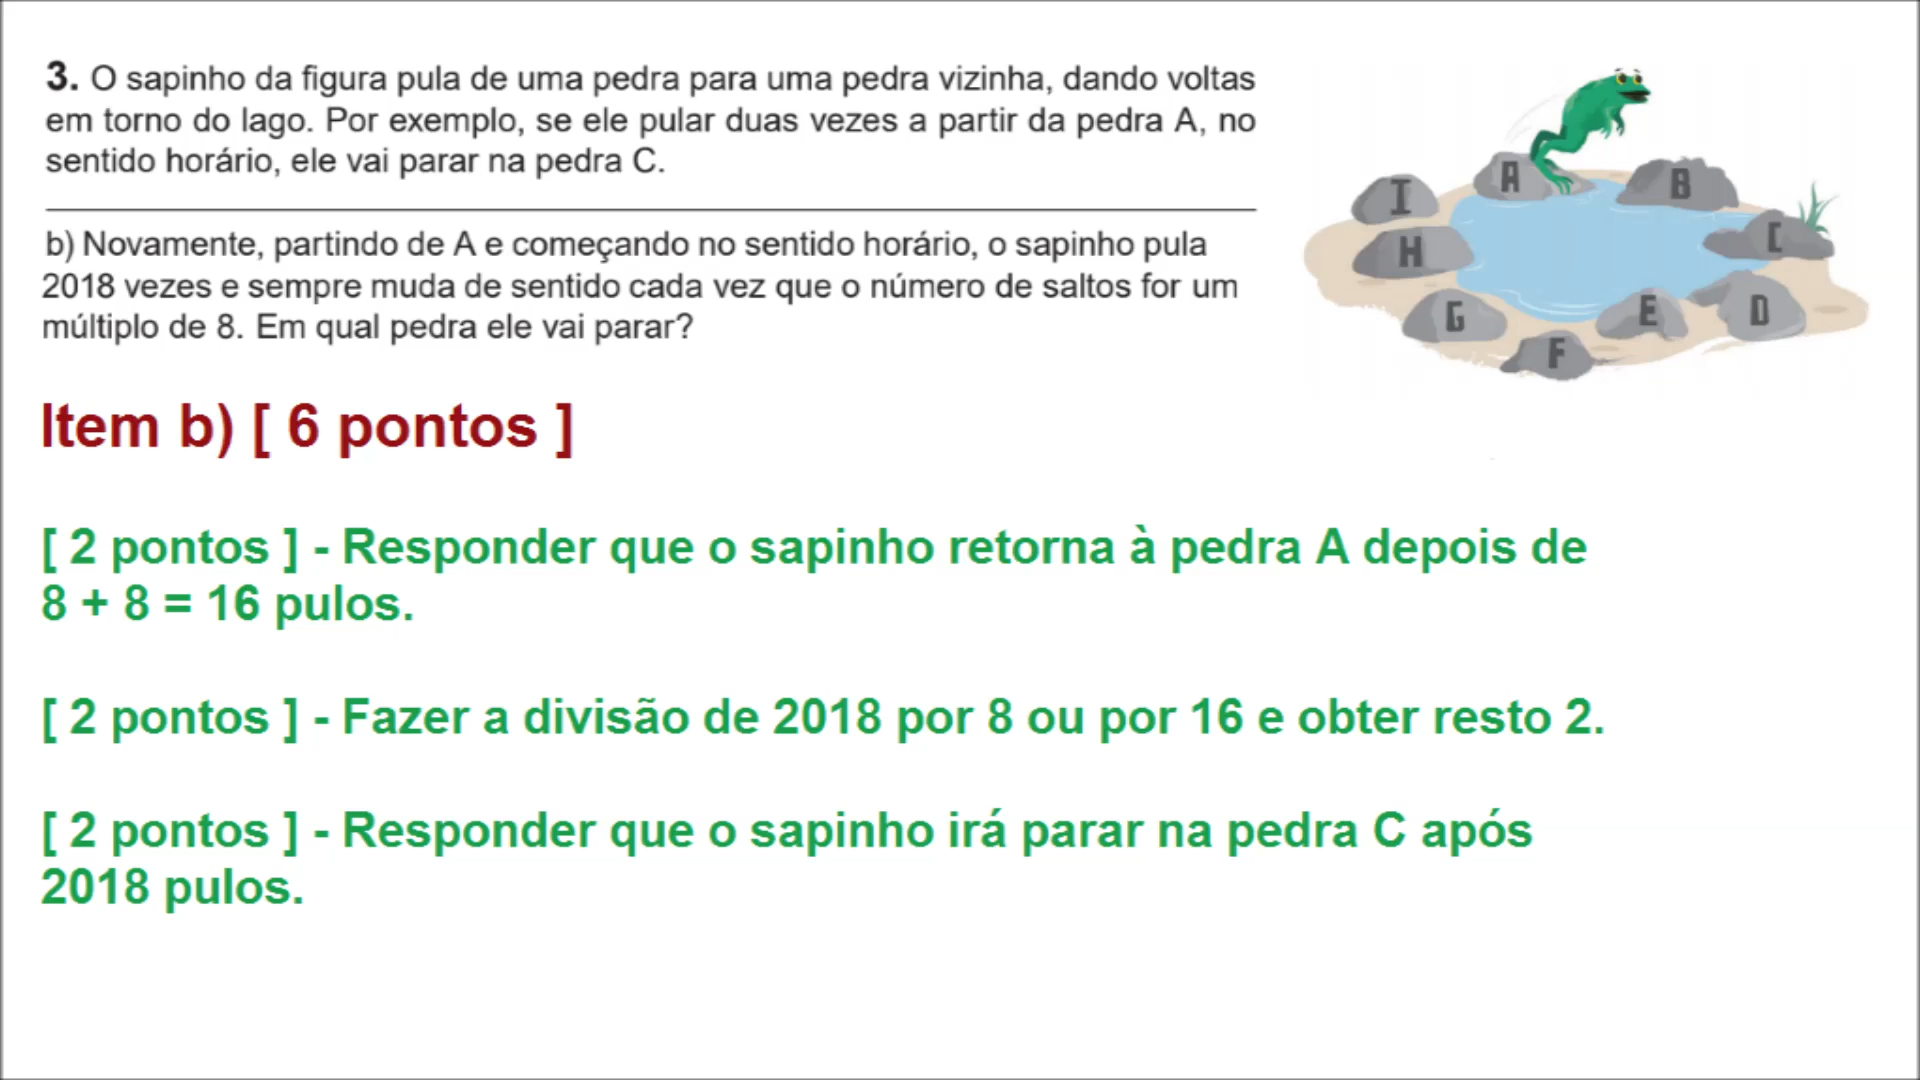 3. O sapinho da figura pula de uma pedra para uma pedra vizinha, dando voltas
em torno do lago. Por exemplo, se ele pular duas vezes a partir da pedra A, no
sentido horário, ele vai parar na pedra C.
b) Novamente, partindo de A e começando no sentido horário, o sapinho pula
2018 vezes e sempre muda de sentido cada vez que o número de saltos for um
múltiplo de 8. Em qual pedra ele vai parar?
A
B
C
D
E
F
G
H
I
Item b) [ 6 pontos ]
[ 2 pontos ] - Responder que o sapinho retorna à pedra A depois de
8 + 8 = 16 pulos.
[ 2 pontos ] - Fazer a divisão de 2018 por 8 ou por 16 e obter resto 2.
[ 2 pontos ] - Responder que o sapinho irá parar na pedra C após
2018 pulos.